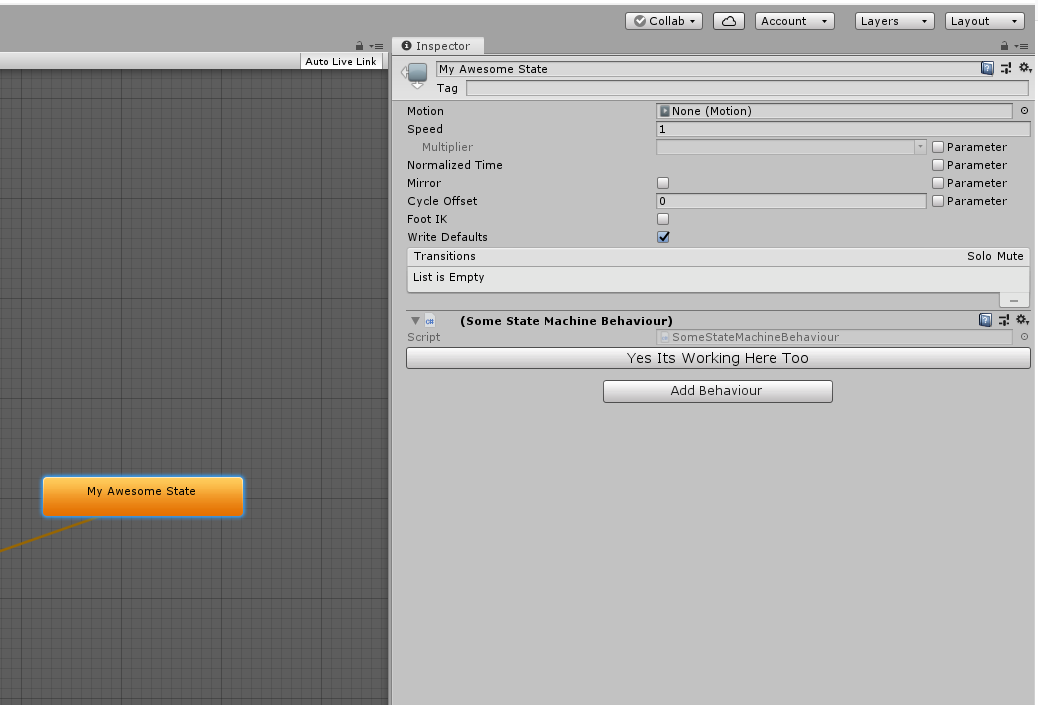 Collab Account Layers Layout
Inspector
Auto Live Link
My Awesome State
Tag
Motion None (Motion)
Speed 1
Multiplier Parameter
Normalized Time Parameter
Mirror Parameter
Cycle Offset 0 Parameter
Foot IK
Write Defaults
Transitions Solo Mute
List is Empty
c# (Some State Machine Behaviour)
Script SomeStateMachineBehaviour
Yes Its Working Here Too
Add Behaviour
My Awesome State